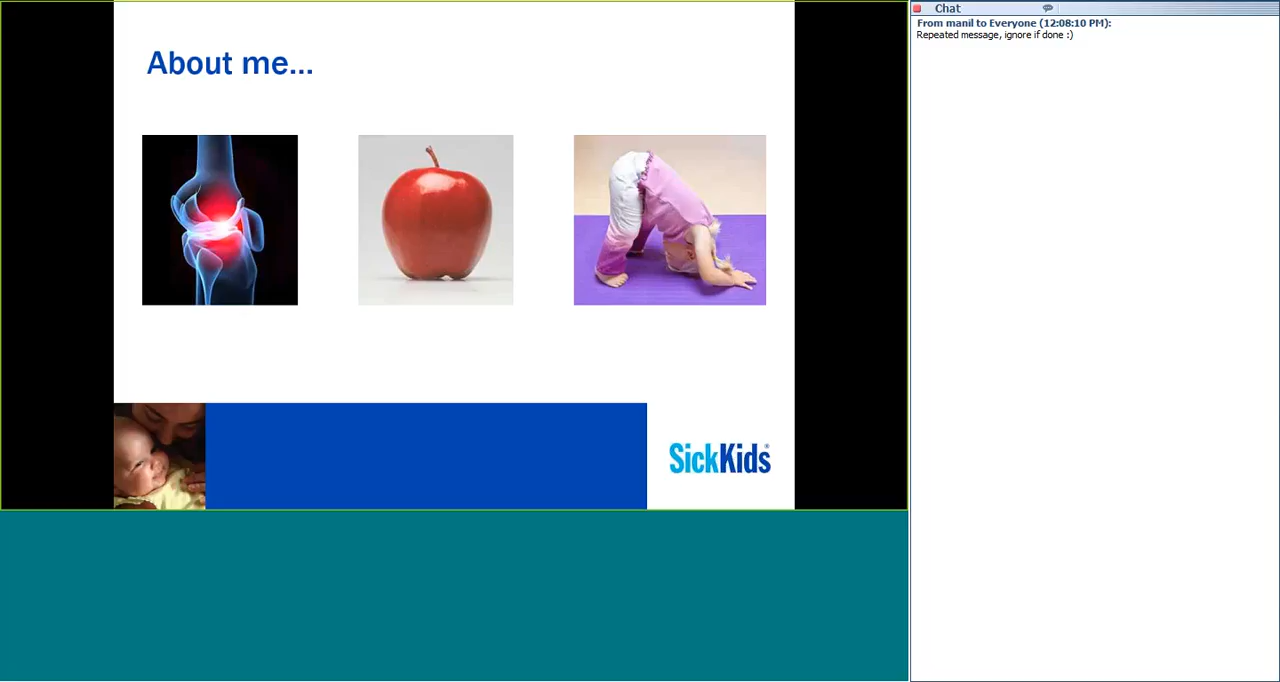 About me...
SickKids®
Chat
From manil to Everyone (12:08:10 PM):
Repeated message, ignore if done :)